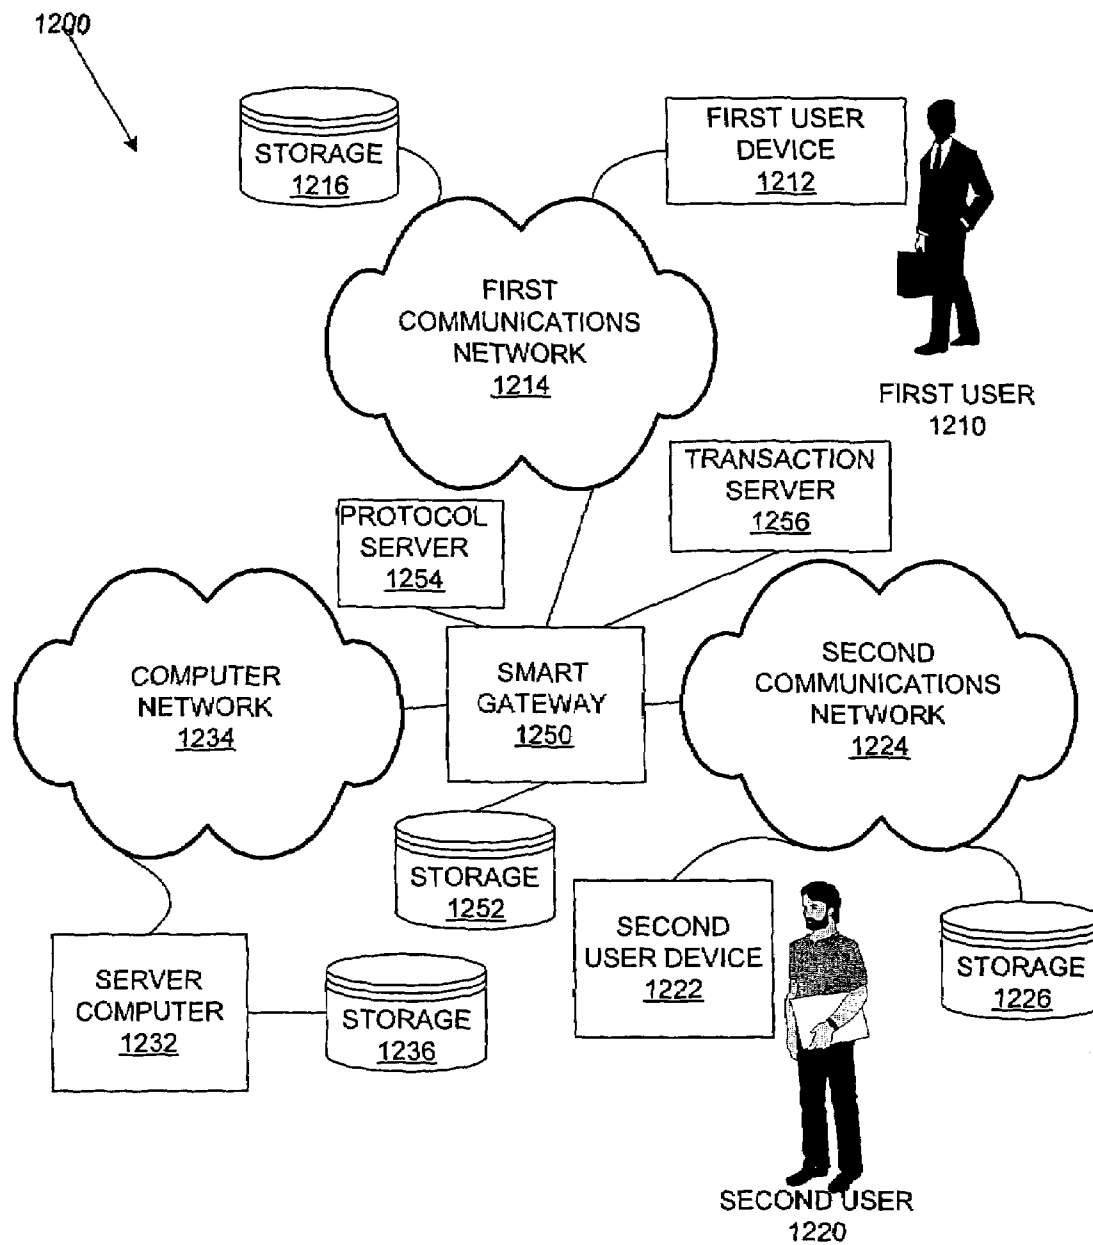 1200
STORAGE
1216
FIRST USER
DEVICE
1212
FIRST
COMMUNICATIONS
NETWORK
1214
FIRST USER
1210
TRANSACTION
SERVER
1256
PROTOCOL
SERVER
1254
COMPUTER
NETWORK
1234
SMART
GATEWAY
1250
SECOND
COMMUNICATIONS
NETWORK
1224
STORAGE
1252
SECOND
USER DEVICE
1222
STORAGE
1226
SERVER
COMPUTER
1232
STORAGE
1236
SECOND USER
1220